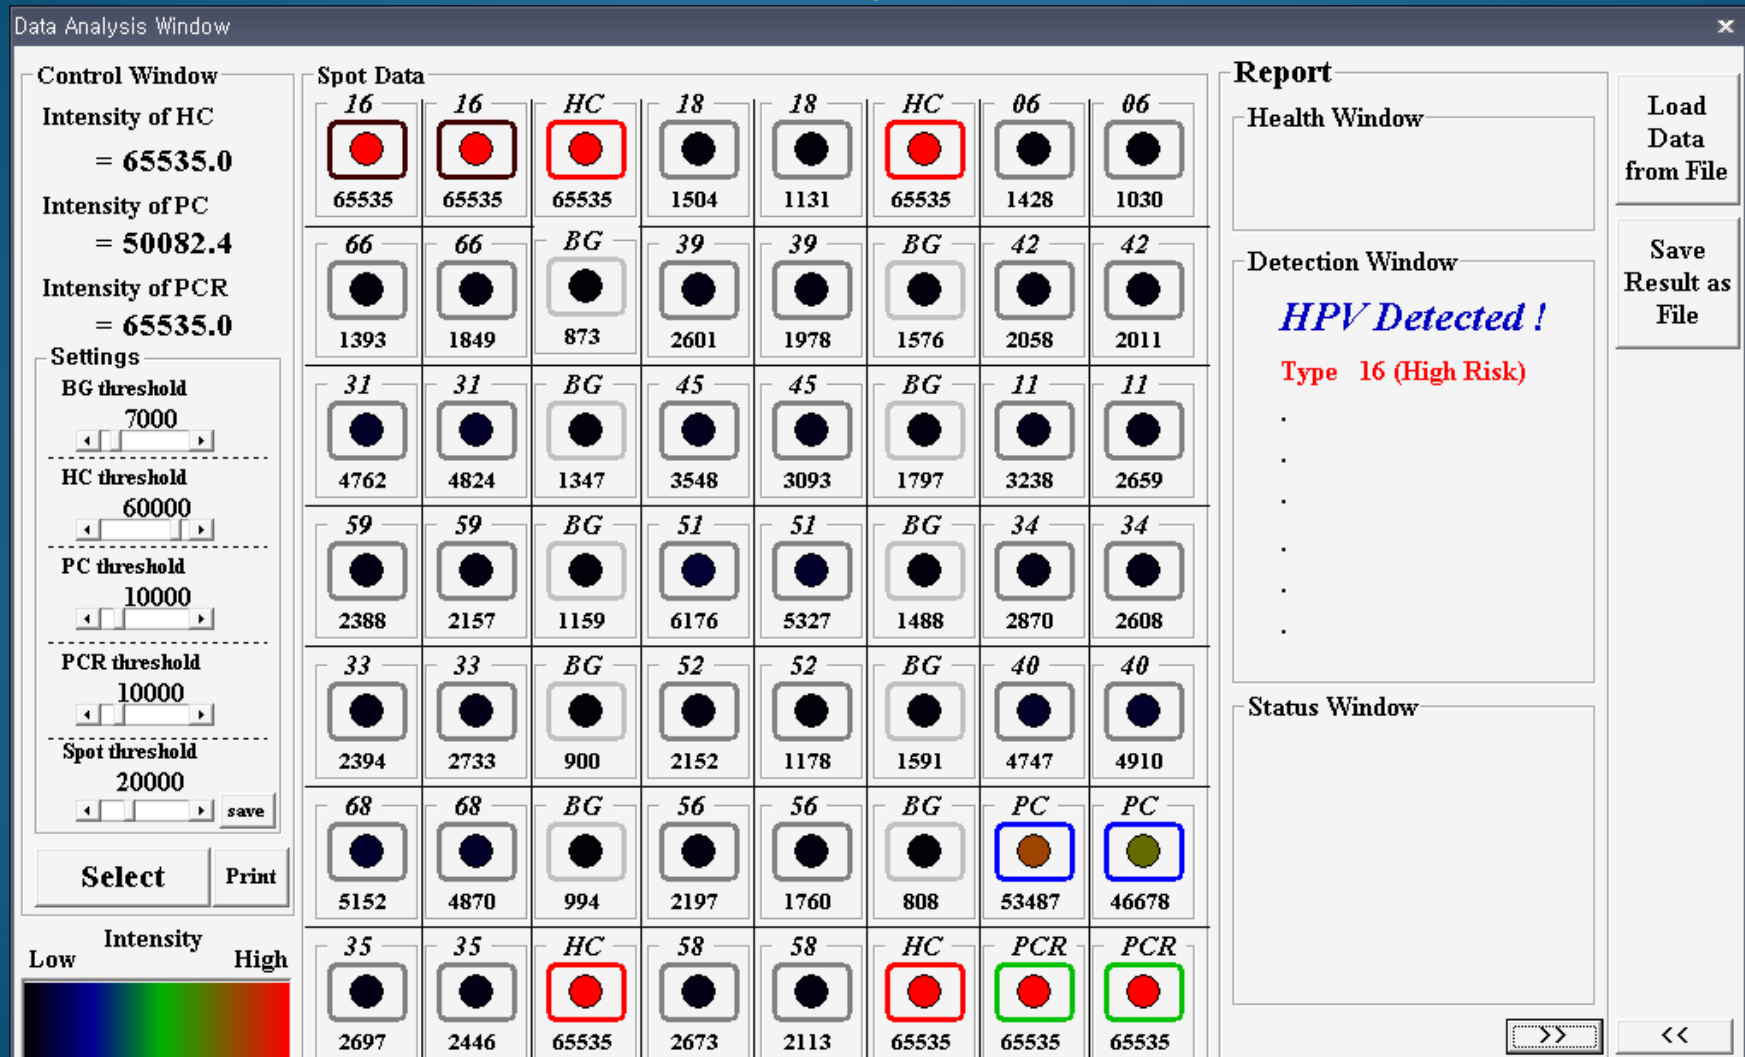 Data Analysis Window
Control Window
Intensity of HC
= 65535.0
Intensity of PC
= 50082.4
Intensity of PCR
= 65535.0
Settings
BG threshold
7000
HC threshold
60000
PC threshold
10000
PCR threshold
10000
Spot threshold
20000
save
Select Print
Intensity
Low High
Spot Data
16 16 HC 18 18 HC 06 06
65535 65535 65535 1504 1131 65535 1428 1030
66 66 BG 39 39 BG 42 42
1393 1849 873 2601 1978 1576 2058 2011
31 31 BG 45 45 BG 11 11
4762 4824 1347 3548 3093 1797 3238 2659
59 59 BG 51 51 BG 34 34
2388 2157 1159 6176 5327 1488 2870 2608
33 33 BG 52 52 BG 40 40
2394 2733 900 2152 1178 1591 4747 4910
68 68 BG 56 56 BG PC PC
5152 4870 994 2197 1760 808 53487 46678
35 35 HC 58 58 HC PCR PCR
2697 2446 65535 2673 2113 65535 65535 65535
Report
Health Window
Detection Window
HPV Detected !
Type 16 (High Risk)
.
.
.
.
.
.
Status Window
>> <<
Load
Data
from File
Save
Result as
File